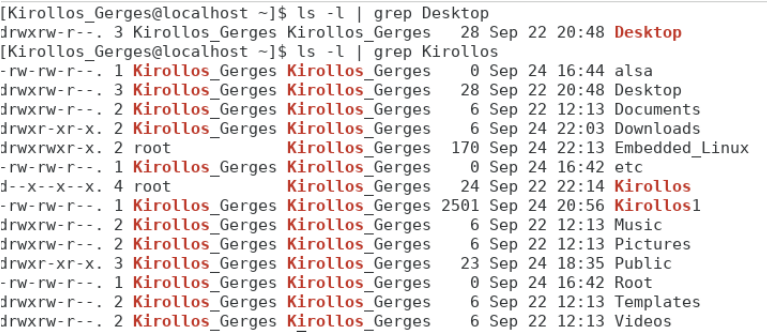 [Kirollos_Gerges@localhost ~]$ ls -l | grep Desktop
drwxrw-r--. 3 Kirollos_Gerges Kirollos_Gerges   28 Sep 22 20:48 Desktop
[Kirollos_Gerges@localhost ~]$ ls -l | grep Kirollos
-rw-rw-r--. 1 Kirollos_Gerges Kirollos_Gerges    0 Sep 24 16:44 alsa
drwxrw-r--. 3 Kirollos_Gerges Kirollos_Gerges   28 Sep 22 20:48 Desktop
drwxrw-r--. 2 Kirollos_Gerges Kirollos_Gerges    6 Sep 22 12:13 Documents
drwxr-xr-x. 2 Kirollos_Gerges Kirollos_Gerges    6 Sep 24 22:03 Downloads
drwxrwxr-x. 2 root            Kirollos_Gerges  170 Sep 24 22:13 Embedded_Linux
-rw-rw-r--. 1 Kirollos_Gerges Kirollos_Gerges    0 Sep 24 16:42 etc
d--x--x--x. 4 root            Kirollos_Gerges   24 Sep 22 22:14 Kirollos
-rw-rw-r--. 1 Kirollos_Gerges Kirollos_Gerges 2501 Sep 24 20:56 Kirollos1
drwxrw-r--. 2 Kirollos_Gerges Kirollos_Gerges    6 Sep 22 12:13 Music
drwxrw-r--. 2 Kirollos_Gerges Kirollos_Gerges    6 Sep 22 12:13 Pictures
drwxr-xr-x. 3 Kirollos_Gerges Kirollos_Gerges   23 Sep 24 18:35 Public
-rw-rw-r--. 1 Kirollos_Gerges Kirollos_Gerges    0 Sep 24 16:42 Root
drwxrw-r--. 2 Kirollos_Gerges Kirollos_Gerges    6 Sep 22 12:13 Templates
drwxrw-r--. 2 Kirollos_Gerges Kirollos_Gerges    6 Sep 22 12:13 Videos